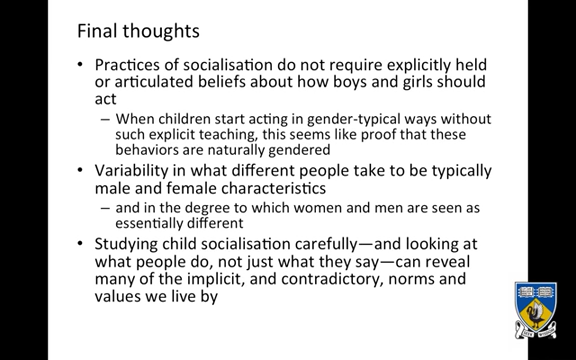 Final thoughts
• Practices of socialisation do not require explicitly held
or articulated beliefs about how boys and girls should
act
– When children start acting in gender-typical ways without
such explicit teaching, this seems like proof that these
behaviors are naturally gendered
• Variability in what different people take to be typically
male and female characteristics
– and in the degree to which women and men are seen as
essentially different
• Studying child socialisation carefully—and looking at
what people do, not just what they say—can reveal
many of the implicit, and contradictory, norms and
values we live by